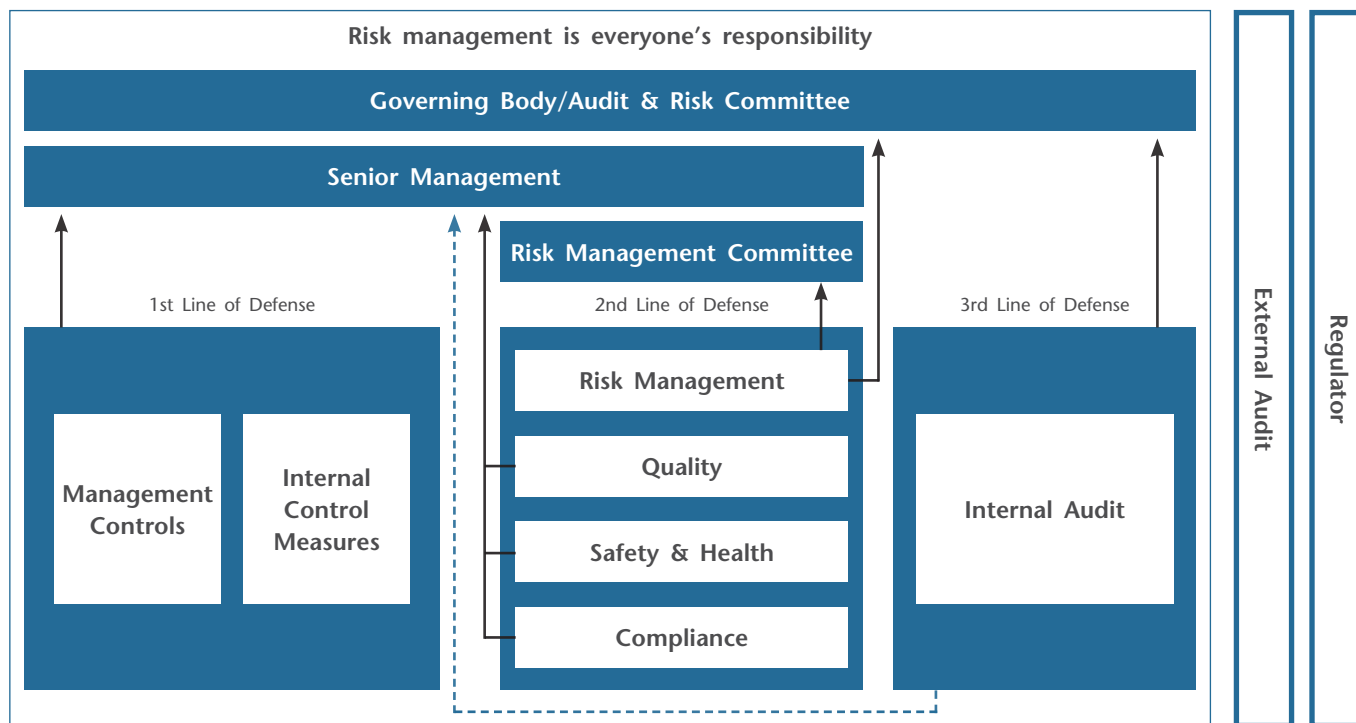 Risk management is everyone’s responsibility
Governing Body/Audit & Risk Committee
Senior Management
Risk Management Committee
1st Line of Defense
2nd Line of Defense
3rd Line of Defense
Management
Controls
Internal
Control
Measures
Risk Management
Quality
Safety & Health
Compliance
Internal Audit
External Audit
Regulator